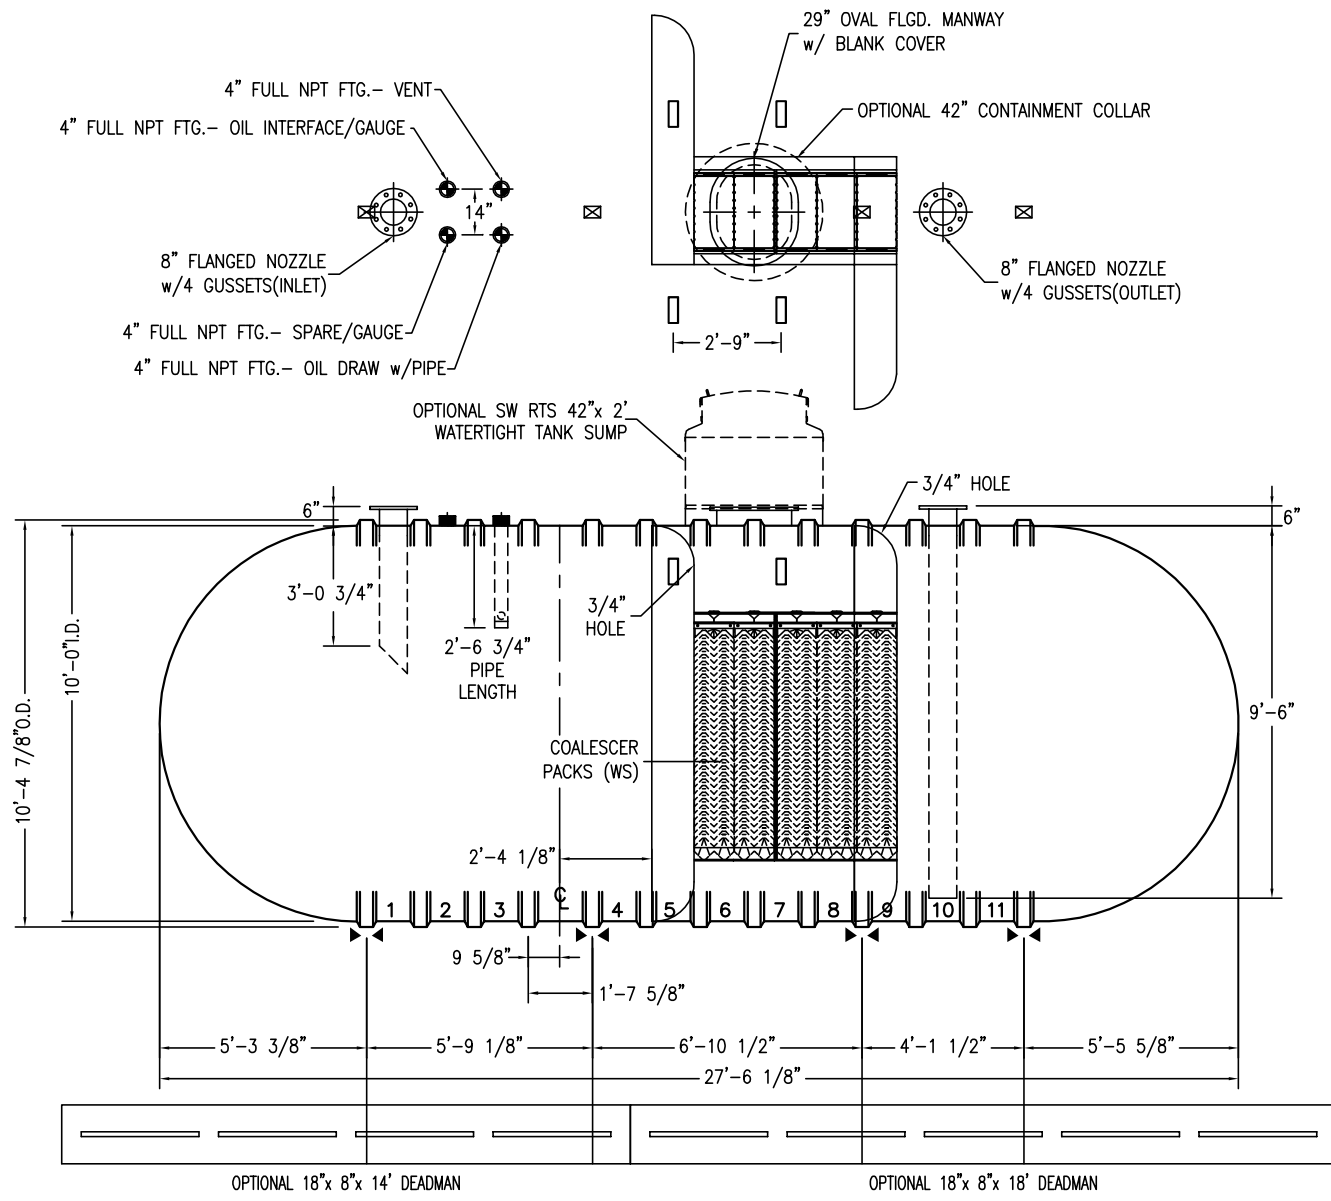 29” OVAL FLGD. MANWAY
w/ BLANK COVER
4” FULL NPT FTG.– VENT
OPTIONAL 42” CONTAINMENT COLLAR
4” FULL NPT FTG.– OIL INTERFACE/GAUGE
14”
8” FLANGED NOZZLE
w/4 GUSSETS(INLET)
8” FLANGED NOZZLE
w/4 GUSSETS(OUTLET)
4” FULL NPT FTG.– SPARE/GAUGE
2’–9”
4” FULL NPT FTG.– OIL DRAW w/PIPE
OPTIONAL SW RTS 42”x 2’
WATERTIGHT TANK SUMP
3/4” HOLE
6”
6”
3’–0 3/4”
3/4”
HOLE
2’–6 3/4”
PIPE
LENGTH
10’–0”I.D.
10’–4 7/8”O.D.
9’–6”
COALESCER
PACKS (WS)
2’–4 1/8”
CL
1 2 3 4 5 6 7 8 9 10 11
9 5/8”
1’–7 5/8”
5’–3 3/8” 5’–9 1/8” 6’–10 1/2” 4’–1 1/2” 5’–5 5/8”
27’–6 1/8”
OPTIONAL 18”x 8”x 14’ DEADMAN
OPTIONAL 18”x 8”x 18’ DEADMAN